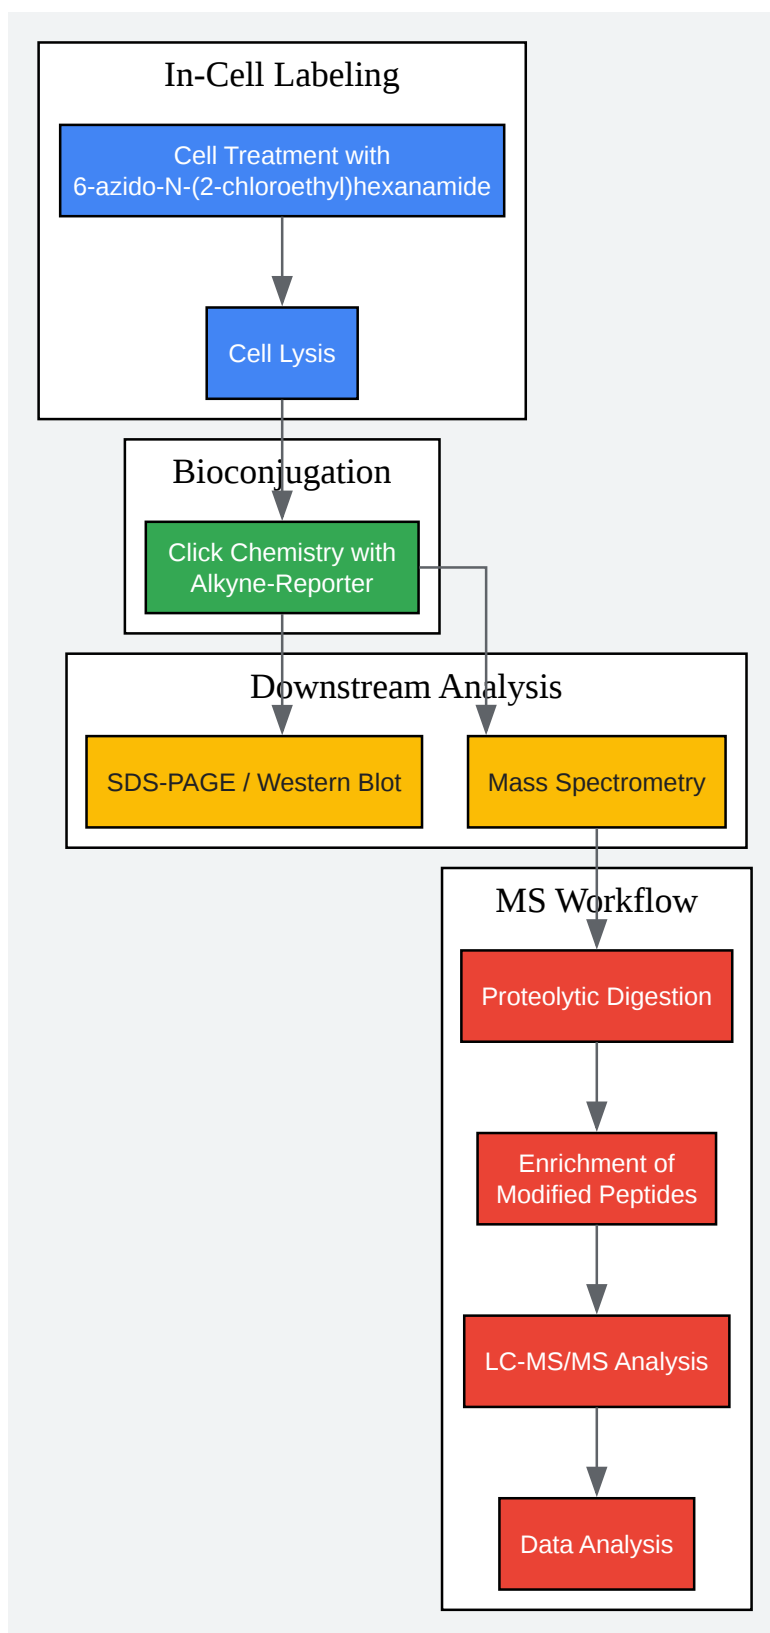 In-Cell Labeling
Cell Treatment with
6-azido-N-(2-chloroethyl)hexanamide
Cell Lysis
Bioconjugation
Click Chemistry with
Alkyne-Reporter
Downstream Analysis
SDS-PAGE / Western Blot
Mass Spectrometry
MS Workflow
Proteolytic Digestion
Enrichment of
Modified Peptides
LC-MS/MS Analysis
Data Analysis